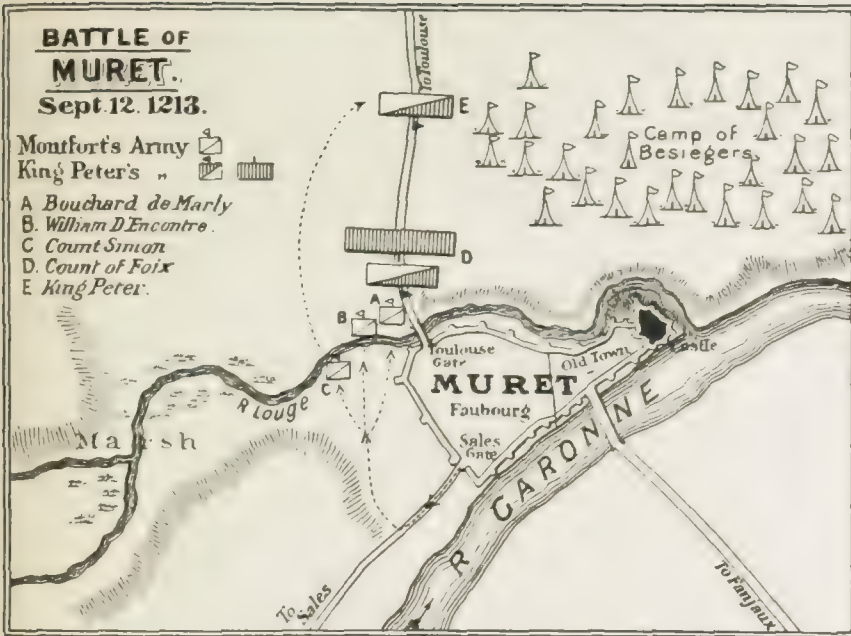 BATTLE OF
MURET.
Sept. 12. 1213.
Montfort's Army
King Peter's „
A Bouchard de Marly
B. William D'Encontre.
C Count Simon
D. Count of Foix
E King Peter.
To Toulouse
E
Camp of
Besiegers
D
A
B
C
Toulouse
Gate
Old Town
Castle
MURET
Faubourg
Sales
Gate
R Louge
Marsh
R GARONNE
To
Sales
To Fanjaux